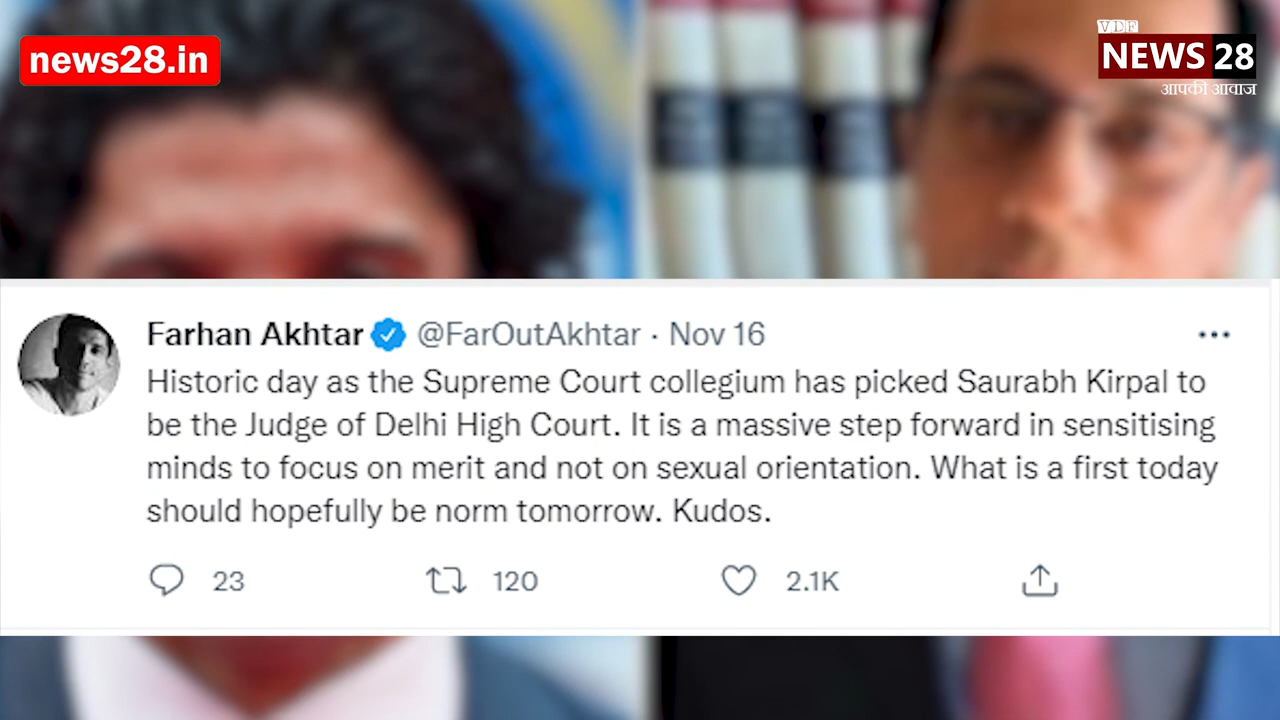 news28.in
VDF
NEWS 28
आपकी आवाज
Farhan Akhtar @FarOutAkhtar · Nov 16
Historic day as the Supreme Court collegium has picked Saurabh Kirpal to
be the Judge of Delhi High Court. It is a massive step forward in sensitising
minds to focus on merit and not on sexual orientation. What is a first today
should hopefully be norm tomorrow. Kudos.
23 120 2.1K